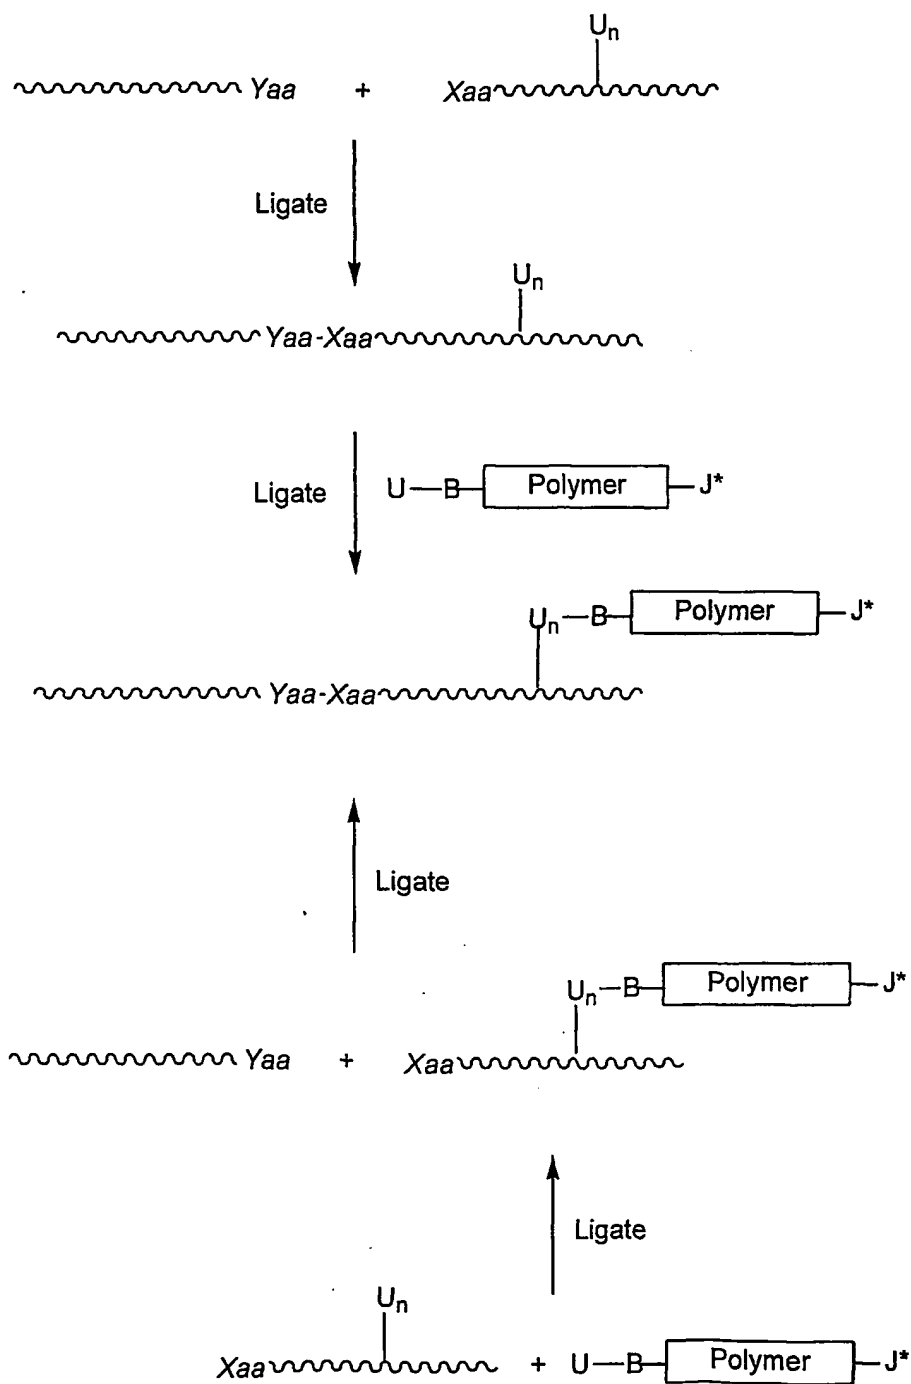 Un
Yaa + Xaa
Ligate
Un
Yaa-Xaa
Ligate U—B—Polymer—J*
Un—B—Polymer—J*
Yaa-Xaa
Ligate
Un—B—Polymer—J*
Yaa + Xaa
Ligate
Un
Xaa + U—B—Polymer—J*